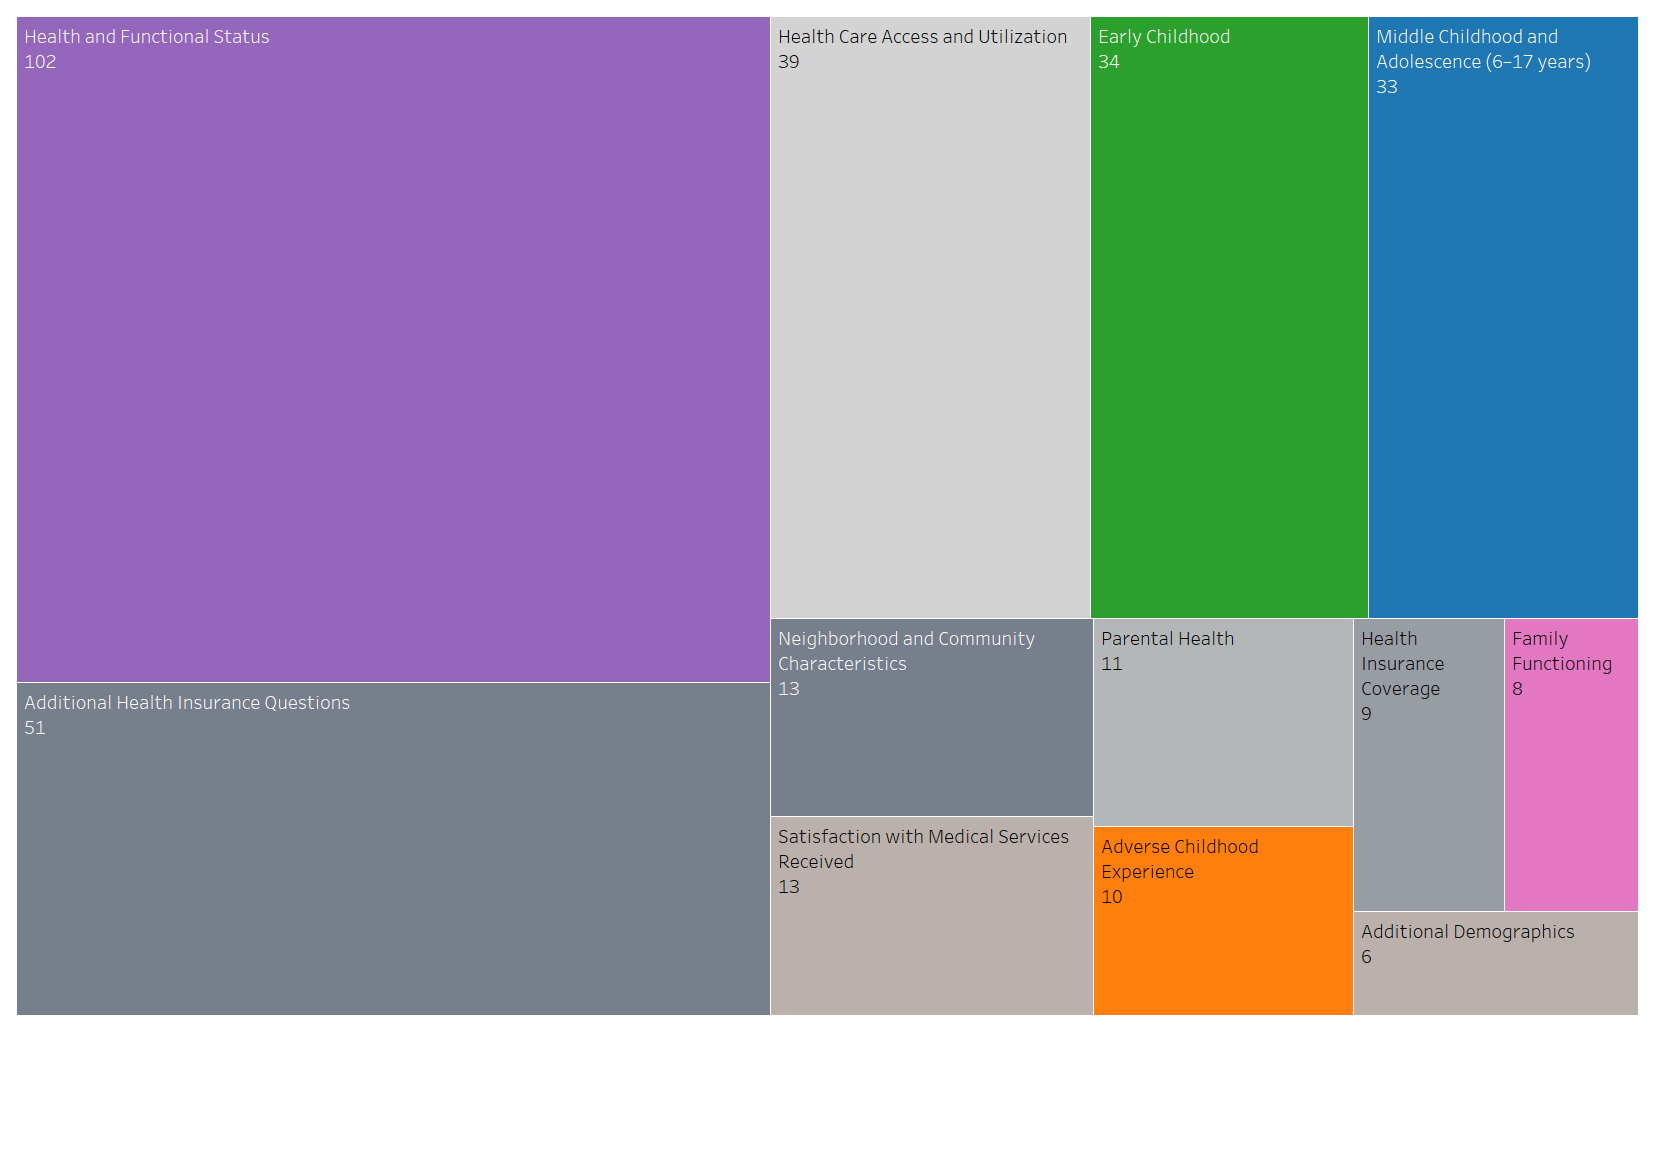 Health and Functional Status
102
Health Care Access and Utilization
39
Early Childhood
34
Middle Childhood and
Adolescence (6–17 years)
33
Additional Health Insurance Questions
51
Neighborhood and Community
Characteristics
13
Parental Health
11
Health
Insurance
Coverage
9
Family
Functioning
8
Satisfaction with Medical Services
Received
13
Adverse Childhood
Experience
10
Additional Demographics
6